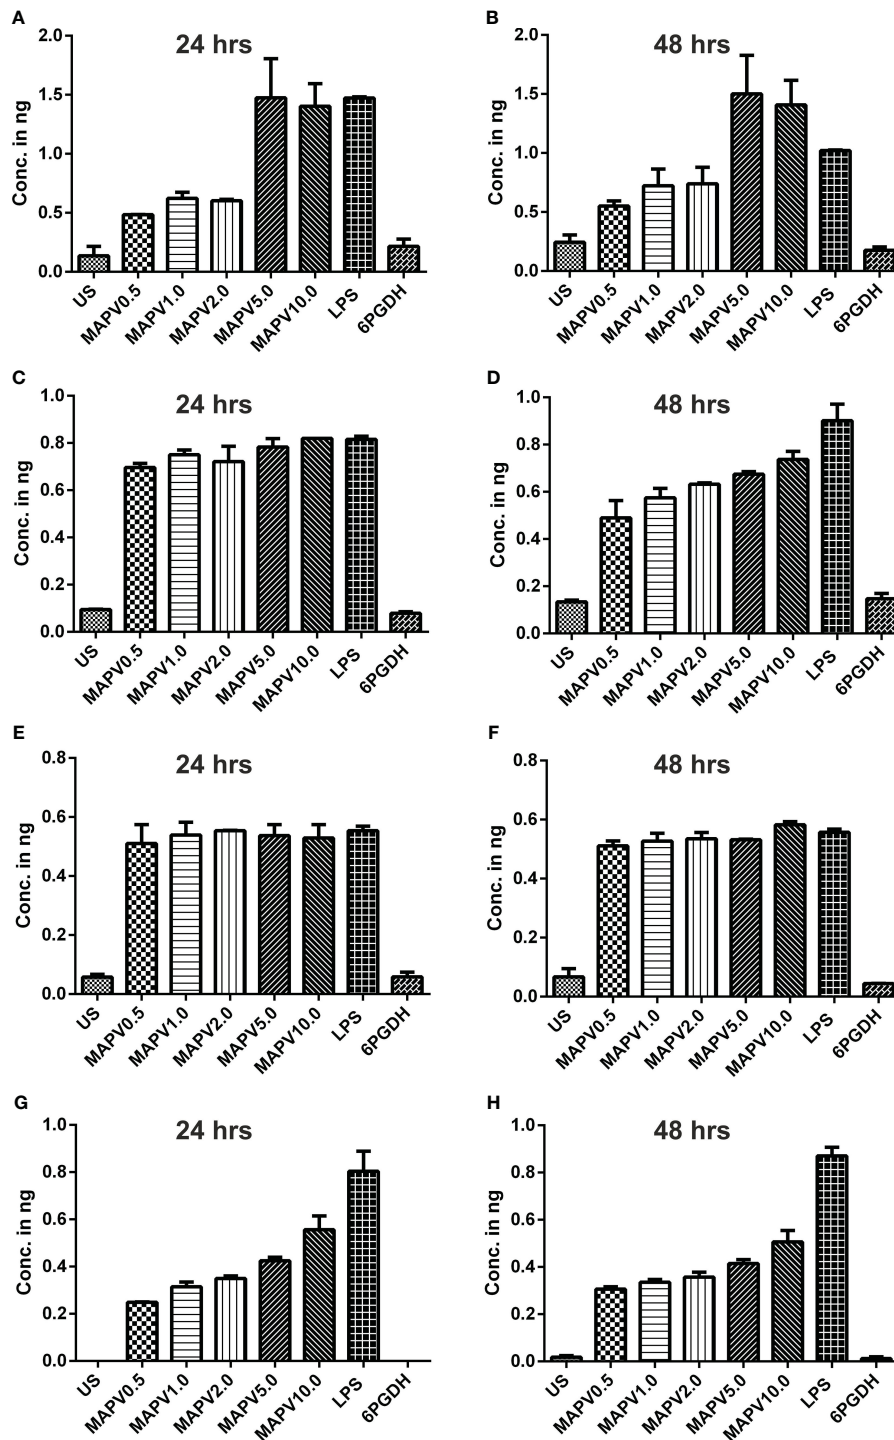 A
24 hrs
Conc. in ng
2.0
1.5
1.0
0.5
0.0
US
MAPV0.5
MAPV1.0
MAPV2.0
MAPV5.0
MAPV10.0
LPS
6PGDH
B
48 hrs
Conc. in ng
2.0
1.5
1.0
0.5
0.0
US
MAPV0.5
MAPV1.0
MAPV2.0
MAPV5.0
MAPV10.0
LPS
6PGDH
C
24 hrs
Conc. in ng
1.0
0.8
0.6
0.4
0.2
0.0
US
MAPV0.5
MAPV1.0
MAPV2.0
MAPV5.0
MAPV10.0
LPS
6PGDH
D
48 hrs
Conc. in ng
1.0
0.8
0.6
0.4
0.2
0.0
US
MAPV0.5
MAPV1.0
MAPV2.0
MAPV5.0
MAPV10.0
LPS
6PGDH
E
24 hrs
Conc. in ng
0.8
0.6
0.4
0.2
0.0
US
MAPV0.5
MAPV1.0
MAPV2.0
MAPV5.0
MAPV10.0
LPS
6PGDH
F
48 hrs
Conc. in ng
0.8
0.6
0.4
0.2
0.0
US
MAPV0.5
MAPV1.0
MAPV2.0
MAPV5.0
MAPV10.0
LPS
6PGDH
G
24 hrs
Conc. in ng
1.0
0.8
0.6
0.4
0.2
0.0
US
MAPV0.5
MAPV1.0
MAPV2.0
MAPV5.0
MAPV10.0
LPS
6PGDH
H
48 hrs
Conc. in ng
1.0
0.8
0.6
0.4
0.2
0.0
US
MAPV0.5
MAPV1.0
MAPV2.0
MAPV5.0
MAPV10.0
LPS
6PGDH